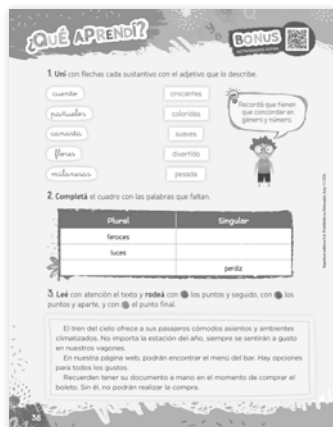 ¿QUÉ APRENDÍ?
BONUS
ACTIVIDADES EXTRA
1. Uní con flechas cada sustantivo con el adjetivo que lo describe.
cuento
crocantes
pañuelos
coloridas
canasta
suaves
flores
divertido
milanesas
pesada
Recordá que tienen
que concordar en
género y número.
2. Completá el cuadro con las palabras que faltan.
Plural Singular
feroces
luces
perdiz
3. Leé con atención el texto y rodeá con los puntos y seguido, con los
puntos y aparte, y con el punto final.
El tren del cielo ofrece a sus pasajeros cómodos asientos y ambientes
climatizados. No importa la estación del año, siempre se sentirán a gusto
en nuestros vagones.
En nuestra página web, podrán encontrar el menú del bar. Hay opciones
para todos los gustos.
Recuerden tener su documento a mano en el momento de comprar el
boleto. Sin él, no podrán realizar la compra.
36